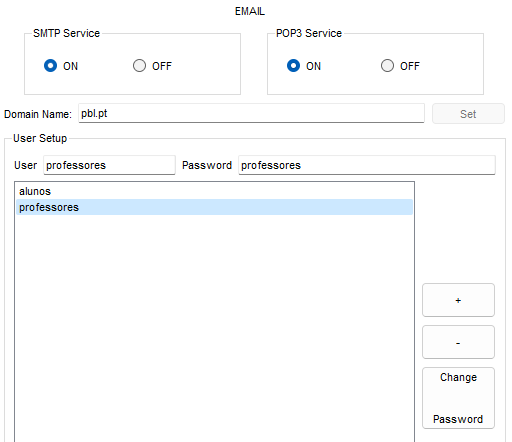 EMAIL
SMTP Service
POP3 Service
ON
OFF
ON
OFF
Domain Name: pbl.pt
Set
User Setup
User professores Password professores
alunos
professores
+
-
Change
Password